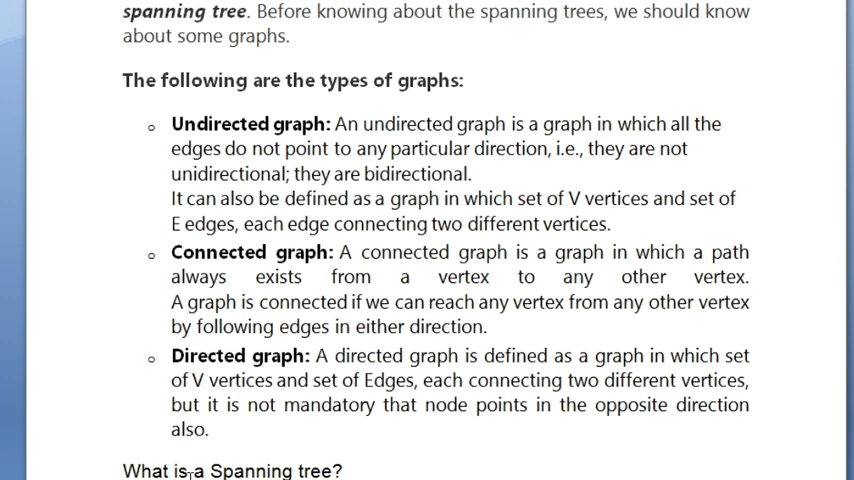 spanning tree. Before knowing about the spanning trees, we should know
about some graphs.
The following are the types of graphs:
Undirected graph: An undirected graph is a graph in which all the
edges do not point to any particular direction, i.e., they are not
unidirectional; they are bidirectional.
It can also be defined as a graph in which set of V vertices and set of
E edges, each edge connecting two different vertices.
Connected graph: A connected graph is a graph in which a path
always exists from a vertex to any other vertex.
A graph is connected if we can reach any vertex from any other vertex
by following edges in either direction.
Directed graph: A directed graph is defined as a graph in which set
of V vertices and set of Edges, each connecting two different vertices,
but it is not mandatory that node points in the opposite direction
also.
What is a Spanning tree?